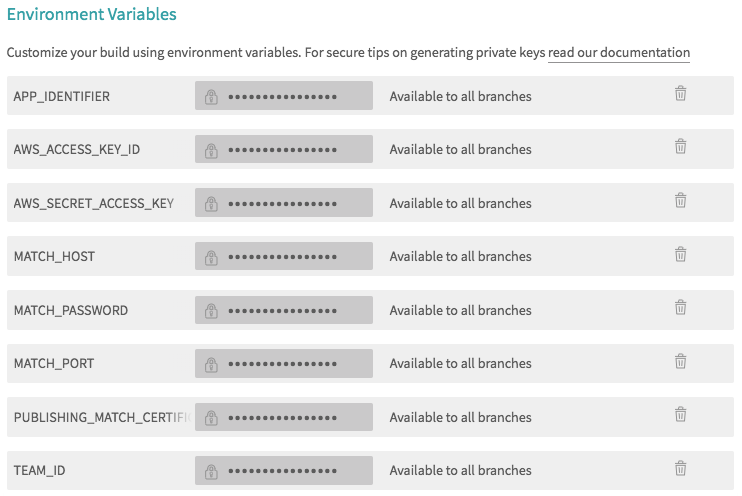 Environment Variables
Customize your build using environment variables. For secure tips on generating private keys read our documentation
APP_IDENTIFIER •••••••••••••••• Available to all branches
AWS_ACCESS_KEY_ID •••••••••••••••• Available to all branches
AWS_SECRET_ACCESS_KEY •••••••••••••••• Available to all branches
MATCH_HOST •••••••••••••••• Available to all branches
MATCH_PASSWORD •••••••••••••••• Available to all branches
MATCH_PORT •••••••••••••••• Available to all branches
PUBLISHING_MATCH_CERTIFIC •••••••••••••••• Available to all branches
TEAM_ID •••••••••••••••• Available to all branches